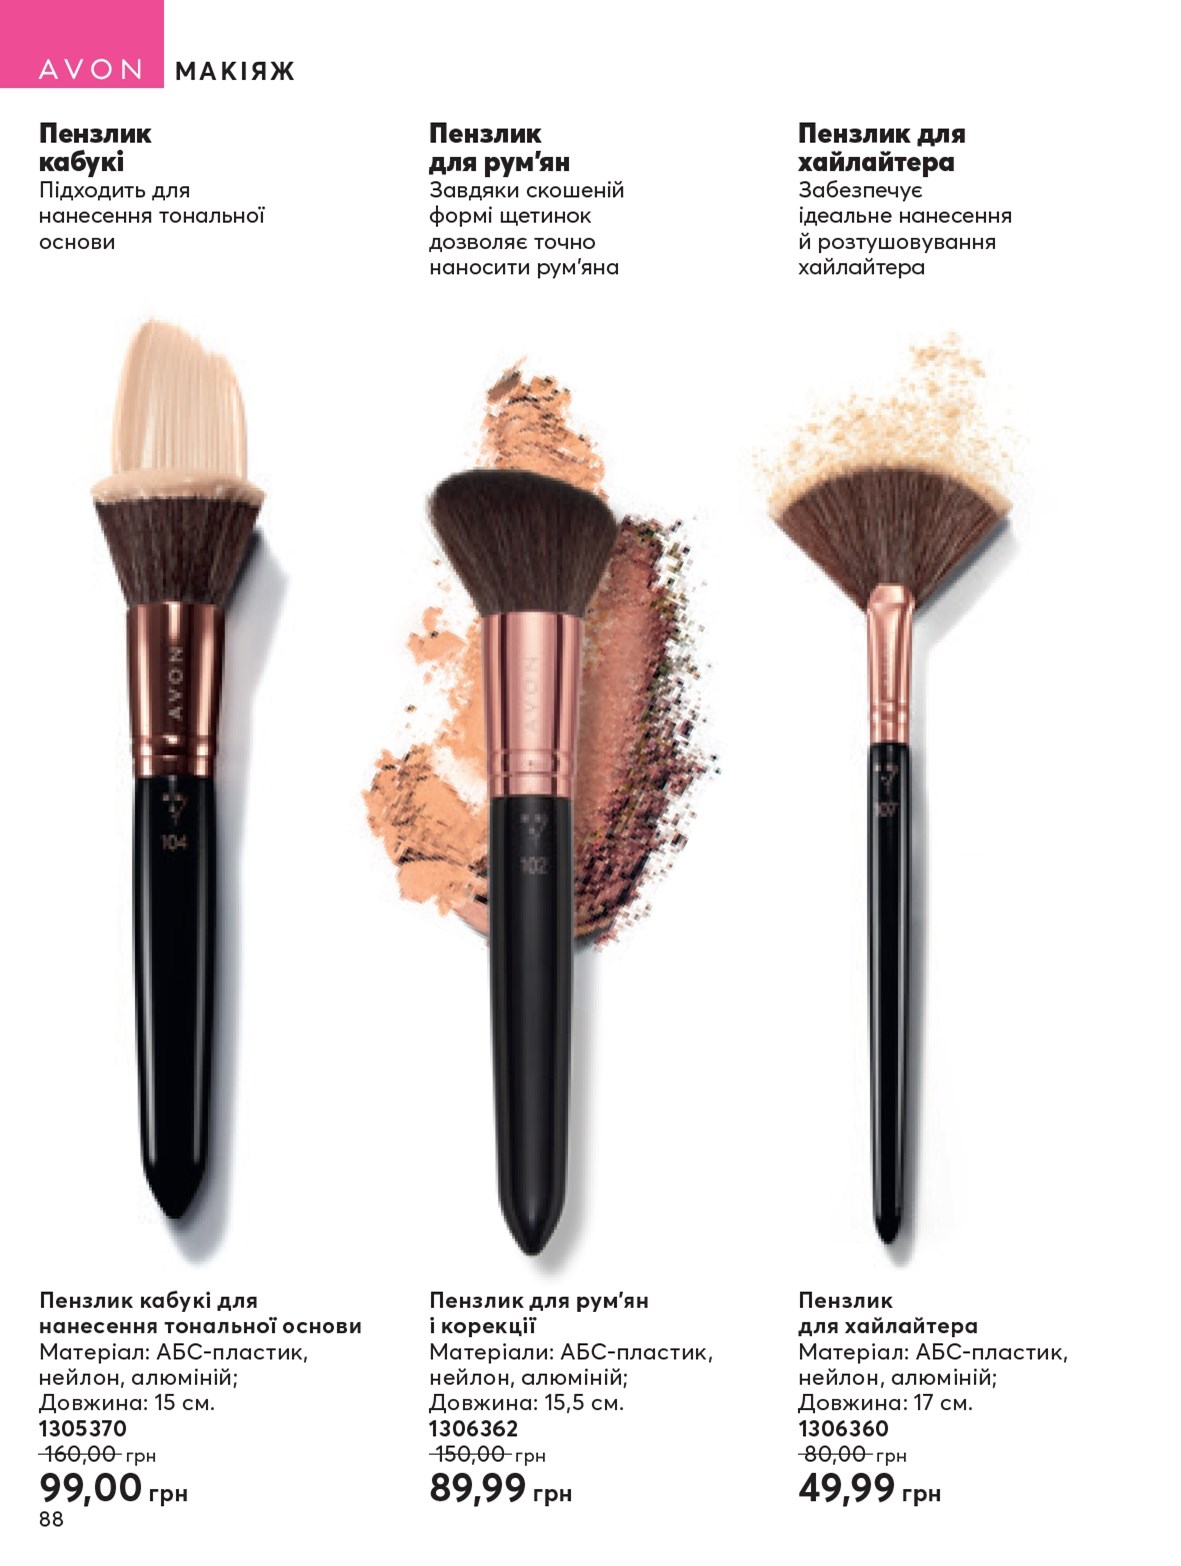 AVON МАКІЯЖ
Пензлик
кабукі
Підходить для
нанесення тональної
основи
Пензлик
для рум'ян
Завдяки скошеній
формі щетинок
дозволяє точно
наносити рум'яна
Пензлик для
хайлайтера
Забезпечує
ідеальне нанесення
й розтушовування
хайлайтера
AVON
104
AVON
102
107
Пензлик кабукі для
нанесення тональної основи
Матеріал: АБС-пластик,
нейлон, алюміній;
Довжина: 15 см.
1305370
160,00 грн
99,00 грн
Пензлик для рум'ян
і корекції
Матеріали: АБС-пластик,
нейлон, алюміній;
Довжина: 15,5 см.
1306362
150,00 грн
89,99 грн
Пензлик
для хайлайтера
Матеріал: АБС-пластик,
нейлон, алюміній;
Довжина: 17 см.
1306360
80,00 грн
49,99 грн
88